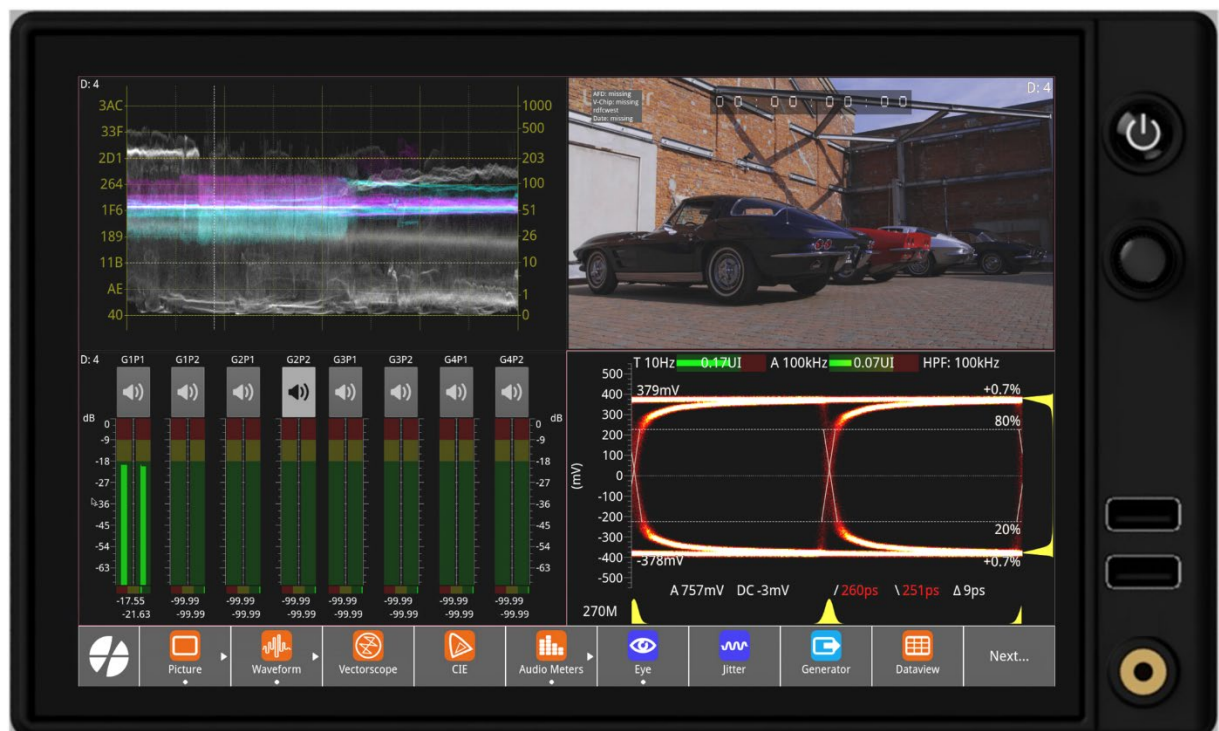 D: 4
3AC
33F
2D1
264
1F6
189
11B
AE
40
1000
500
203
100
51
26
10
1
0
D: 4
AFD: missing
V-Chip: missing
rdfcwest
Date: missing
00:00:00:00
D: 4 G1P1 G1P2 G2P1 G2P2 G3P1 G3P2 G4P1 G4P2
dB dB
0 0
-9 -9
-18 -18
-27 -27
-36 -36
-45 -45
-54 -54
-63 -63
-17.55 -99.99 -99.99 -99.99 -99.99 -99.99 -99.99 -99.99
-21.63 -99.99 -99.99 -99.99 -99.99 -99.99 -99.99 -99.99
T 10Hz 0.17UI A 100kHz 0.07UI HPF: 100kHz
500
400 379mV +0.7%
300
200 80%
100
0
(mV)
-100
-200
-300 20%
-400 -378mV +0.7%
-500
A 757mV DC -3mV / 260ps \ 251ps Δ 9ps
270M
Picture Waveform Vectorscope CIE Audio Meters Eye Jitter Generator Dataview Next...